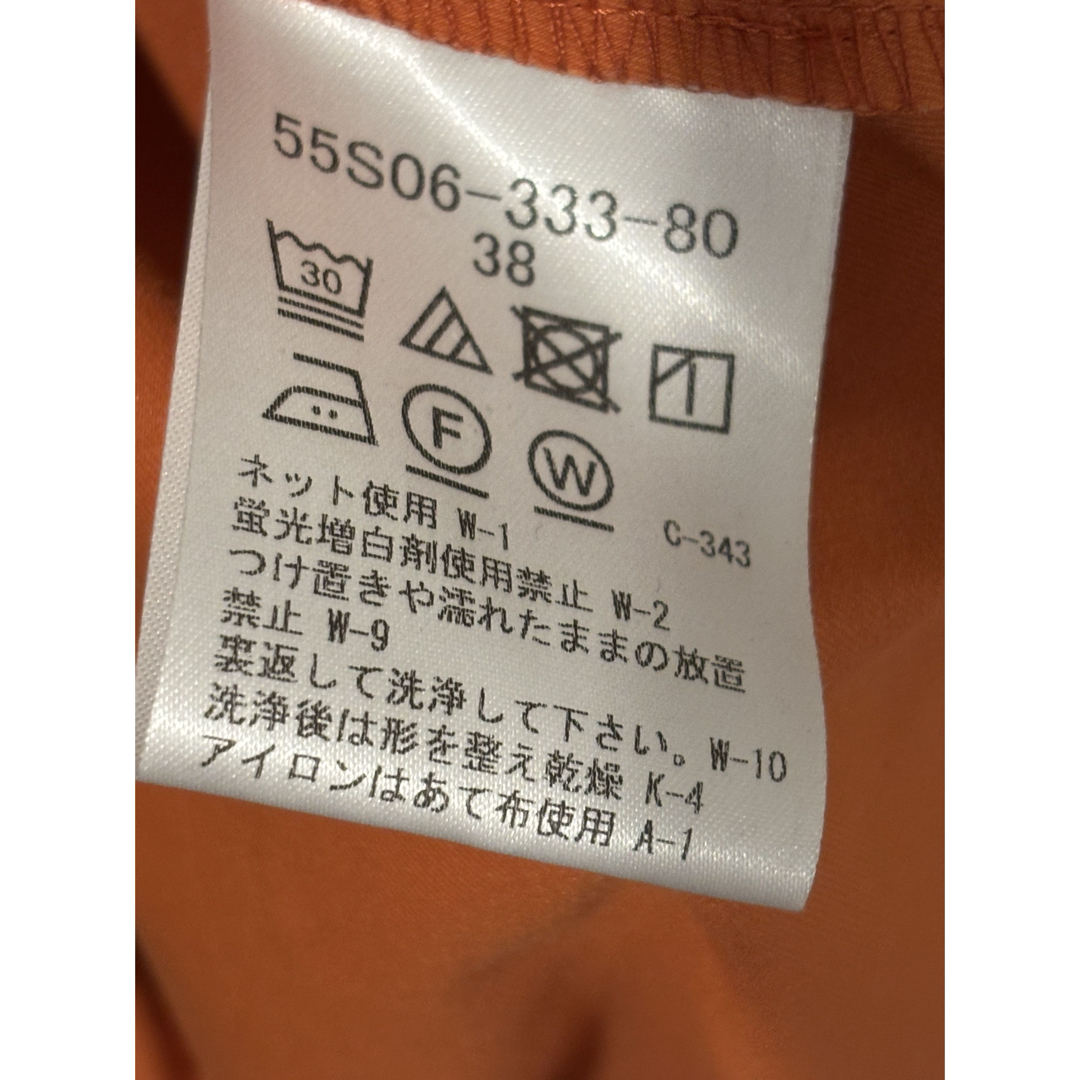 55S06-333-80
38
30
F
W
C-343
ネット使用 W-1
蛍光増白剤使用禁止 W-2
つけ置きや濡れたままの放置
禁止 W-9
裏返して洗浄して下さい。W-10
洗浄後は形を整え乾燥 K-4
アイロンはあて布使用 A-1